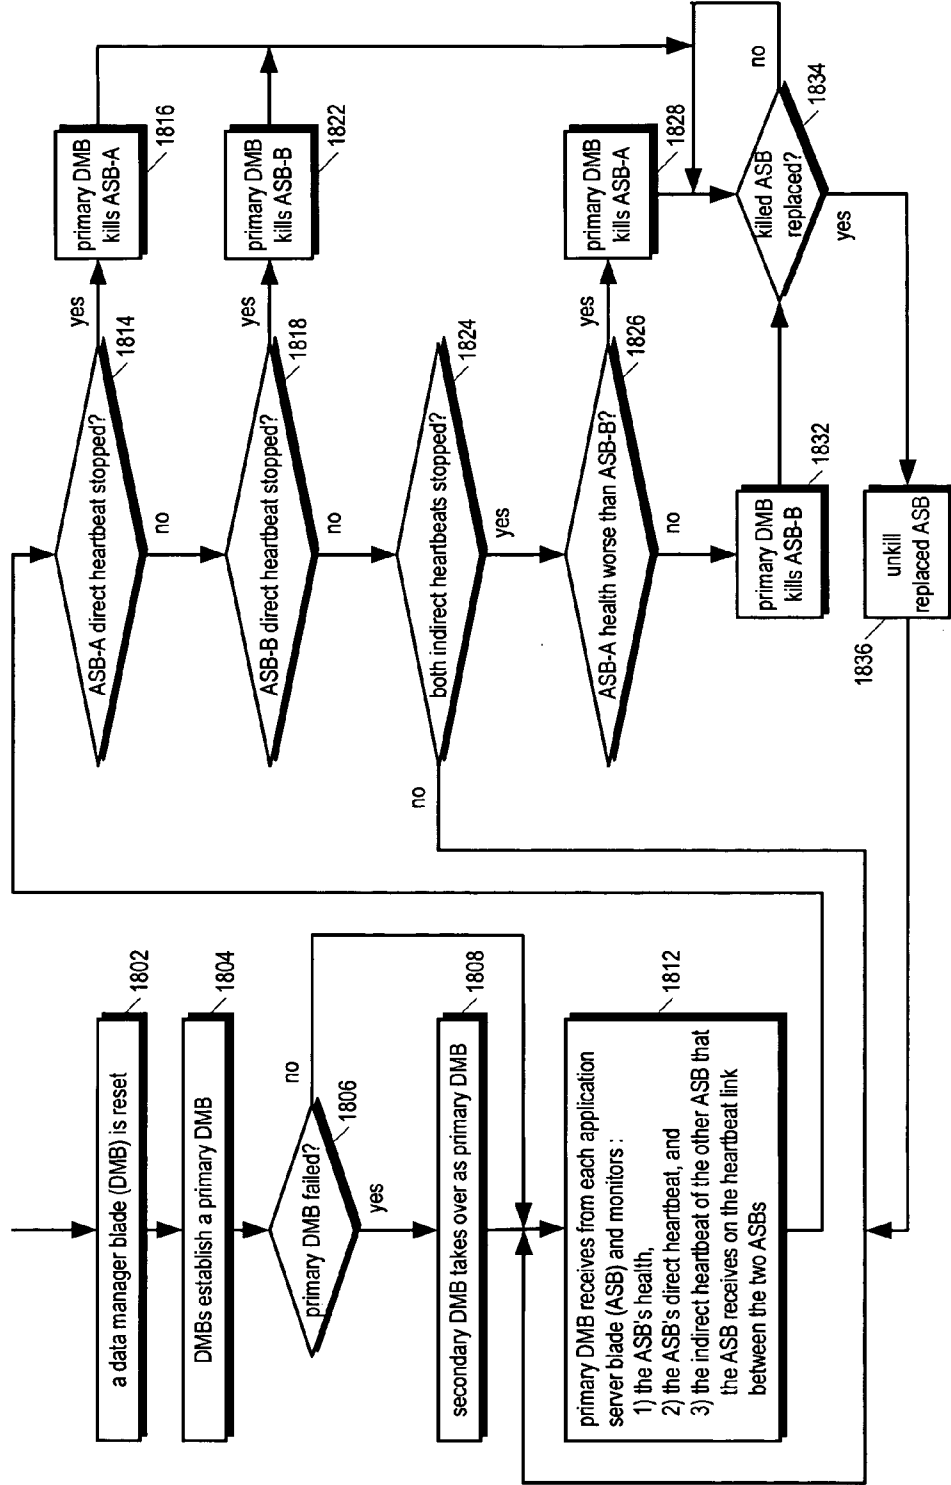 a data manager blade (DMB) is reset
1802
DMBs establish a primary DMB
1804
primary DMB failed?
1806
no
yes
secondary DMB takes over as primary DMB
1808
primary DMB receives from each application
server blade (ASB) and monitors :
1) the ASB's health,
2) the ASB's direct heartbeat, and
3) the indirect heartbeat of the other ASB that
the ASB receives on the heartbeat link
between the two ASBs
1812
ASB-A direct heartbeat stopped?
1814
yes
no
primary DMB
kills ASB-A
1816
ASB-B direct heartbeat stopped?
1818
yes
no
primary DMB
kills ASB-B
1822
both indirect heartbeats stopped?
1824
no
yes
ASB-A health worse than ASB-B?
1826
yes
no
primary DMB
kills ASB-A
1828
primary DMB
kills ASB-B
1832
killed ASB
replaced?
1834
no
yes
unkill
replaced ASB
1836